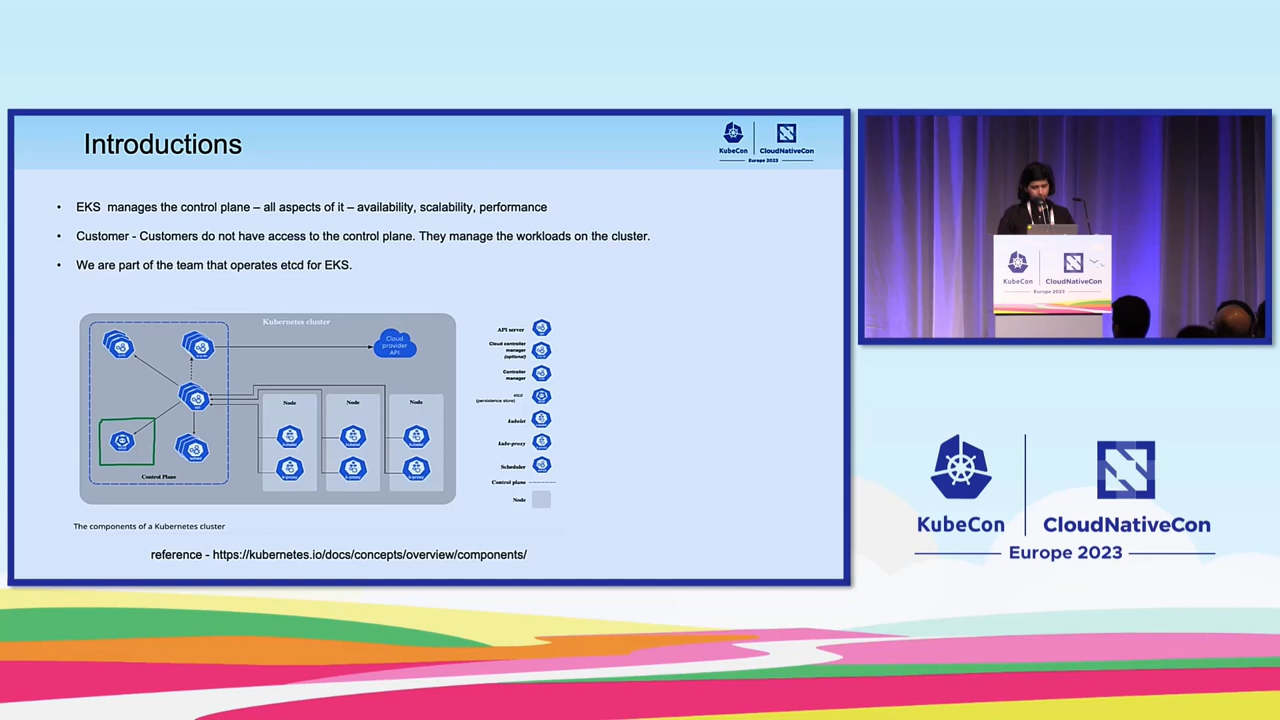 Introductions
KubeCon
CloudNativeCon
Europe 2023
• EKS manages the control plane – all aspects of it – availability, scalability, performance
• Customer - Customers do not have access to the control plane. They manage the workloads on the cluster.
• We are part of the team that operates etcd for EKS.
Kubernetes cluster
Cloud
provider
API
Node
Node
Node
Control Plane
API server
Cloud controller
manager
(optional)
Controller
manager
etcd
(persistence store)
kubelet
kube-proxy
Scheduler
Control plane
Node
The components of a Kubernetes cluster
reference - https://kubernetes.io/docs/concepts/overview/components/
KubeCon
CloudNativeCon
Europe 2023
KubeCon
CloudNativeCon
Europe 2023